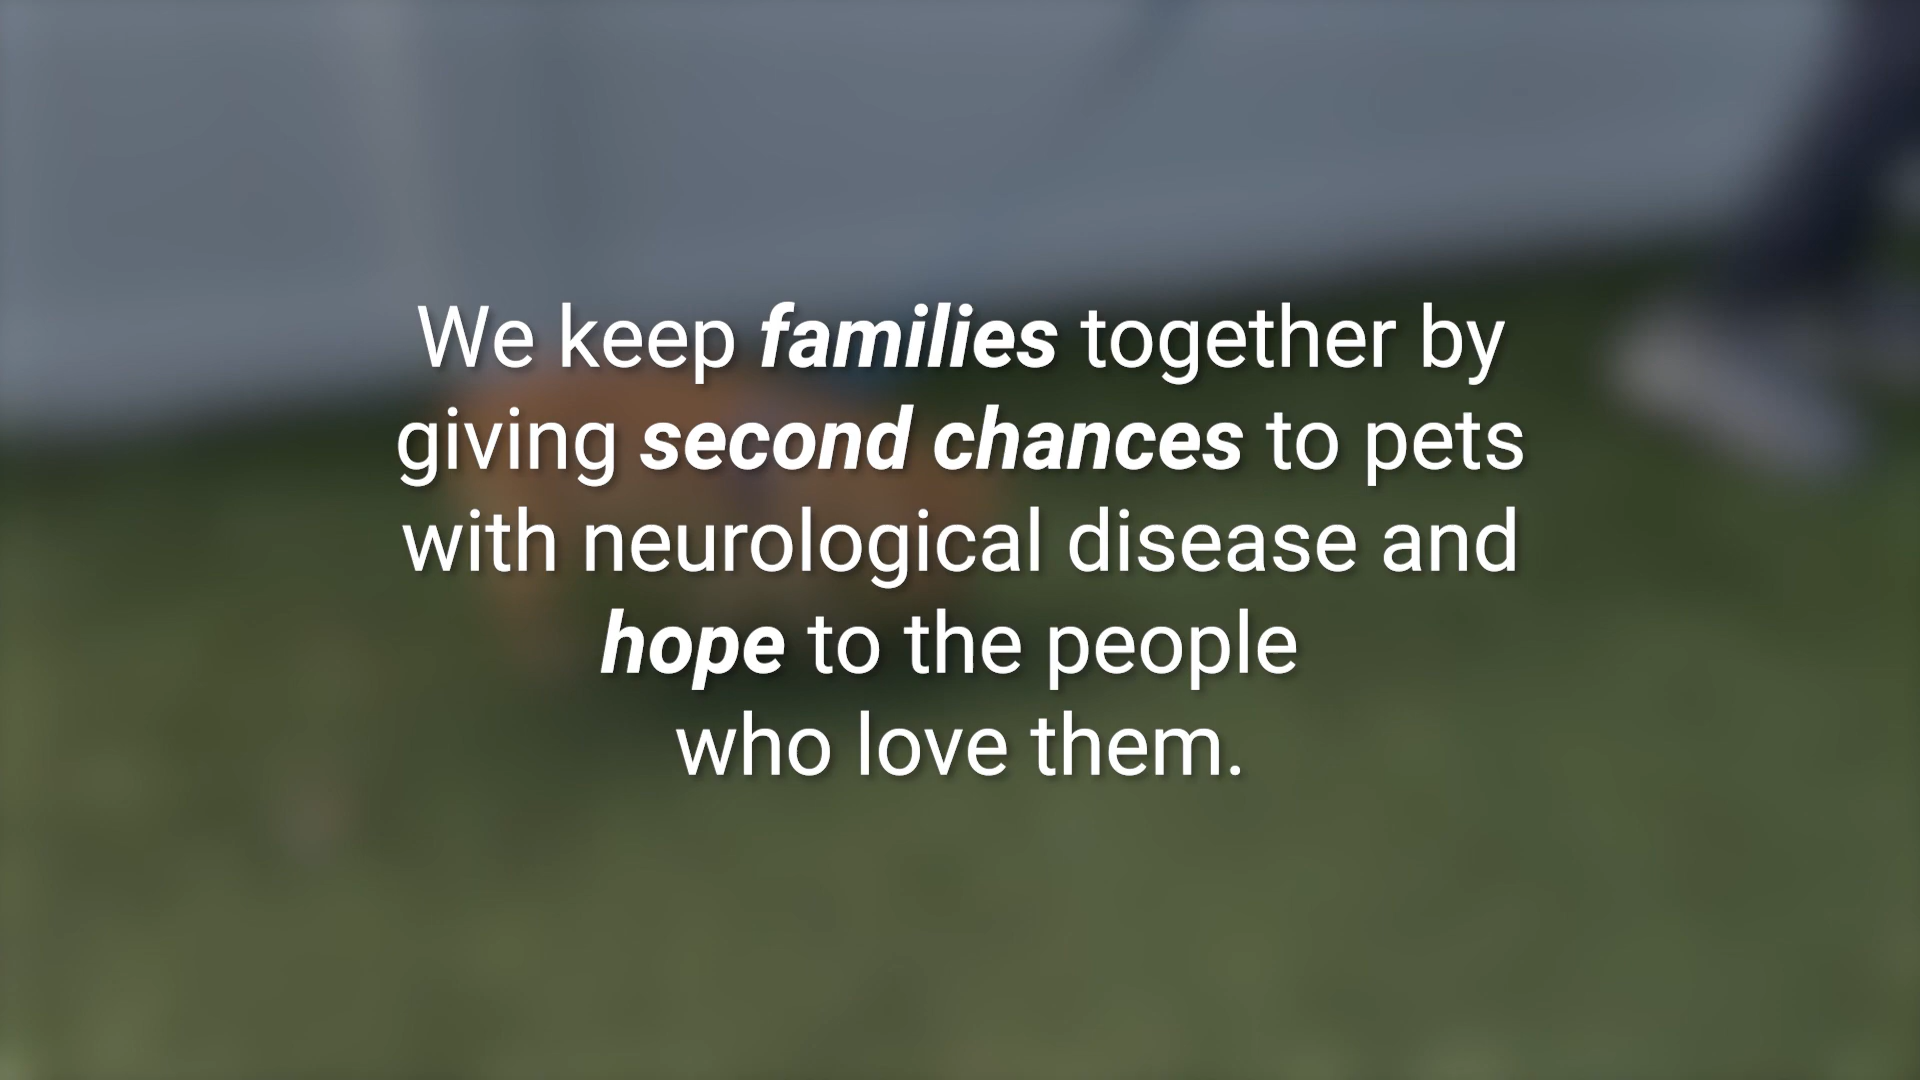 We keep families together by
giving second chances to pets
with neurological disease and
hope to the people
who love them.